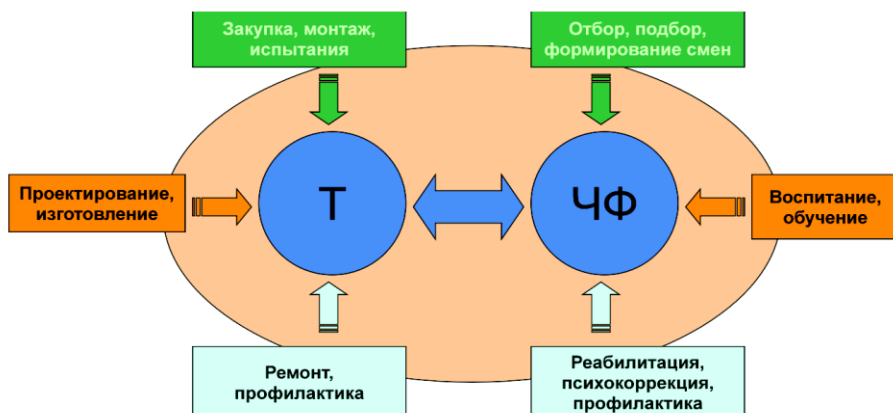 Закупка, монтаж,
испытания
Отбор, подбор,
формирование смен
Проектирование,
изготовление
Т
ЧФ
Воспитание,
обучение
Ремонт,
профилактика
Реабилитация,
психокоррекция,
профилактика